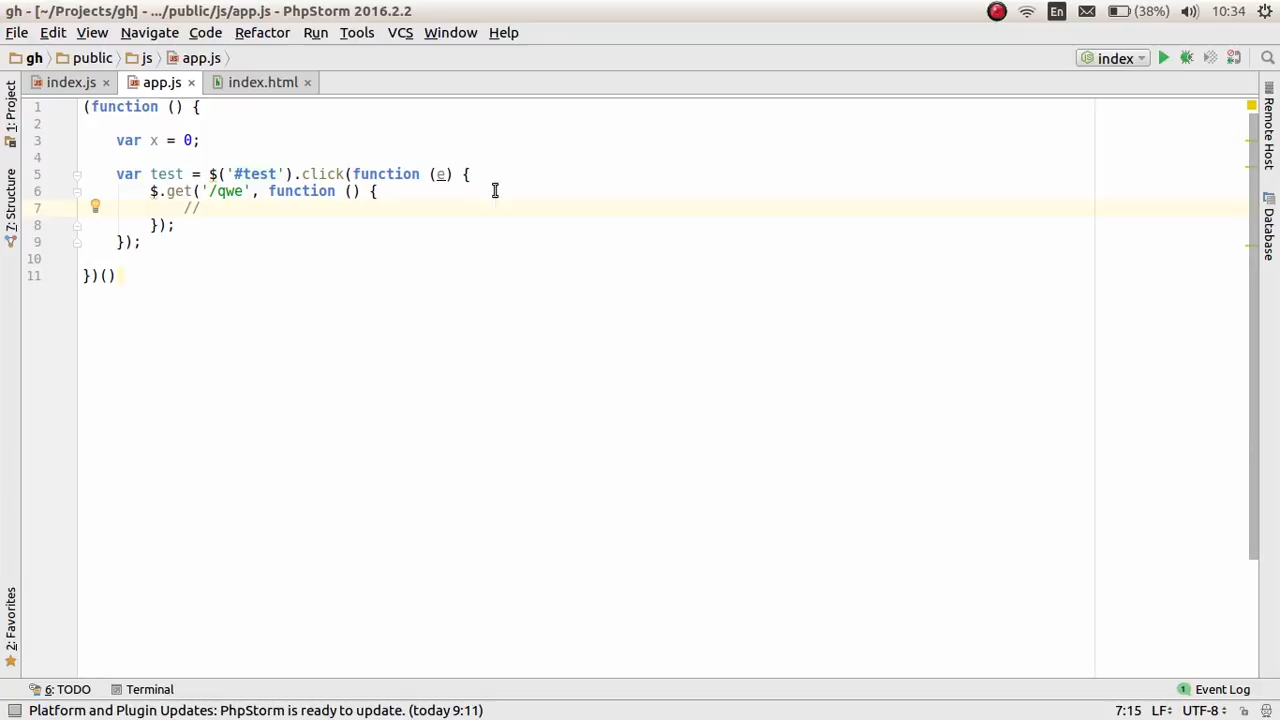 gh - [~/Projects/gh] - .../public/js/app.js - PhpStorm 2016.2.2
En
(38%)
10:34
File Edit View Navigate Code Refactor Run Tools VCS Window Help
gh public js app.js
index
index.js app.js index.html
1: Project
7: Structure
2: Favorites
Remote Host
Database
1 (function () {
2
3 var x = 0;
4
5 var test = $('#test').click(function (e) {
6 $.get('/qwe', function () {
7 //
8 });
9 });
10
11 })()
6: TODO Terminal
1 Event Log
Platform and Plugin Updates: PhpStorm is ready to update. (today 9:11)
7:15 LF UTF-8